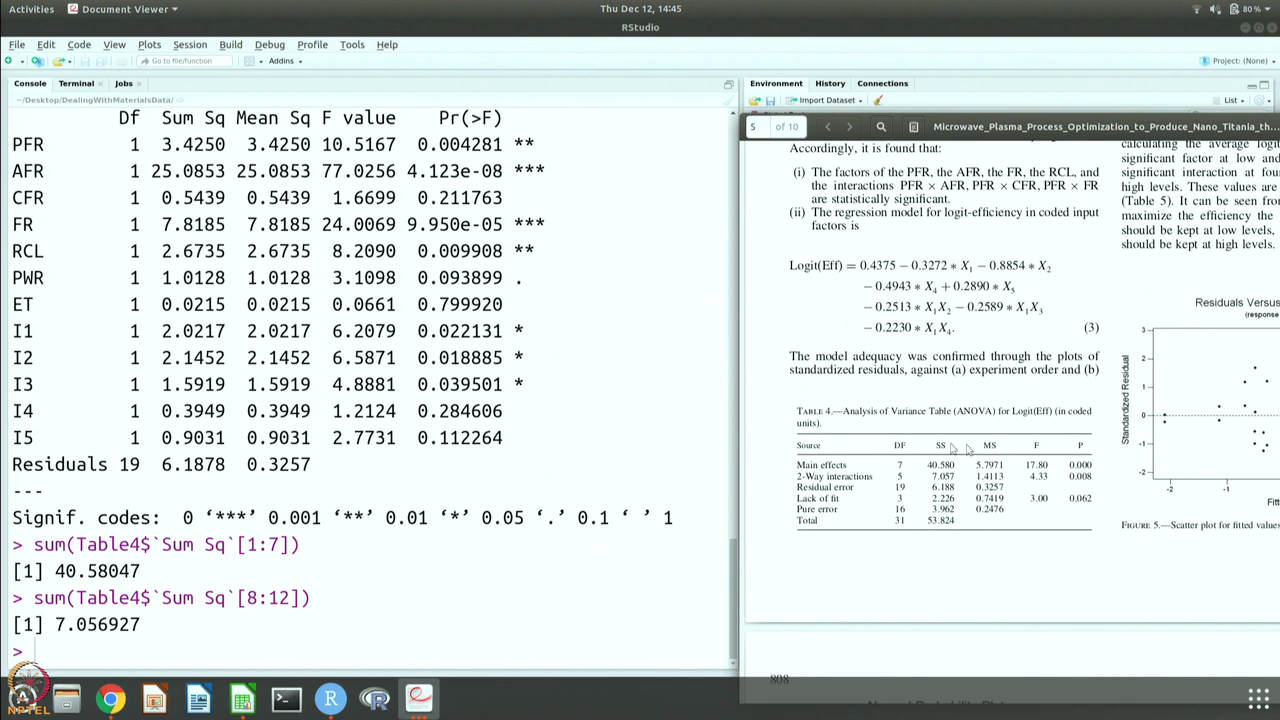 Activities Document Viewer Thu Dec 12, 14:45 80 %
RStudio
File Edit Code View Plots Session Build Debug Profile Tools Help
Go to file/function Addins Project: (None)
Console Terminal Jobs
~/Desktop/DealingWithMaterialsData/
Df Sum Sq Mean Sq F value Pr(>F)
PFR 1 3.4250 3.4250 10.5167 0.004281 **
AFR 1 25.0853 25.0853 77.0256 4.123e-08 ***
CFR 1 0.5439 0.5439 1.6699 0.211763
FR 1 7.8185 7.8185 24.0069 9.950e-05 ***
RCL 1 2.6735 2.6735 8.2090 0.009908 **
PWR 1 1.0128 1.0128 3.1098 0.093899 .
ET 1 0.0215 0.0215 0.0661 0.799920
I1 1 2.0217 2.0217 6.2079 0.022131 *
I2 1 2.1452 2.1452 6.5871 0.018885 *
I3 1 1.5919 1.5919 4.8881 0.039501 *
I4 1 0.3949 0.3949 1.2124 0.284606
I5 1 0.9031 0.9031 2.7731 0.112264
Residuals 19 6.1878 0.3257
---
Signif. codes: 0 ‘***’ 0.001 ‘**’ 0.01 ‘*’ 0.05 ‘.’ 0.1 ‘ ’ 1
> sum(Table4$`Sum Sq`[1:7])
[1] 40.58047
> sum(Table4$`Sum Sq`[8:12])
[1] 7.056927
>
NPTEL
Environment History Connections
Import Dataset List
5 of 10 Microwave_Plasma_Process_Optimization_to_Produce_Nano_Titania_th...
Accordingly, it is found that:
(i) The factors of the PFR, the AFR, the FR, the RCL, and
the interactions PFR × AFR, PFR × CFR, PFR × FR
are statistically significant.
(ii) The regression model for logit-efficiency in coded input
factors is
Logit(Eff) = 0.4375 − 0.3272 * X1 − 0.8854 * X2
− 0.4943 * X4 + 0.2890 * X5
− 0.2513 * X1X2 − 0.2589 * X1X3
− 0.2230 * X1X4. (3)
The model adequacy was confirmed through the plots of
standardized residuals, against (a) experiment order and (b)
TABLE 4.—Analysis of Variance Table (ANOVA) for Logit(Eff) (in coded
units).
Source DF SS MS F P
Main effects 7 40.580 5.7971 17.80 0.000
2-Way interactions 5 7.057 1.4113 4.33 0.008
Residual error 19 6.188 0.3257
Lack of fit 3 2.226 0.7419 3.00 0.062
Pure error 16 3.962 0.2476
Total 31 53.824
808
calculating the average logit
significant factor at low and
significant interaction at four
high levels. These values are
(Table 5). It can be seen from
maximize the efficiency the
should be kept at low levels,
should be kept at high levels.
Residuals Versus
(response
Standardized Residual
3
2
1
0
-1
-2
-2 -1
Fitt
FIGURE 5.—Scatter plot for fitted values